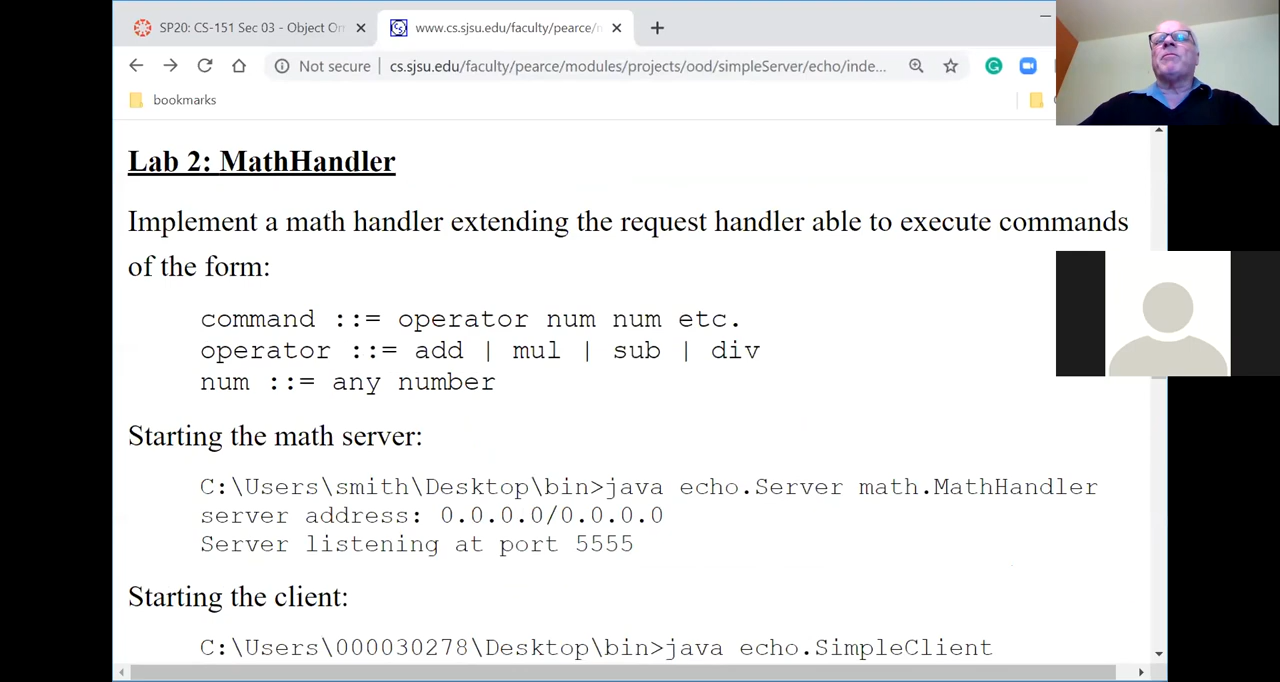 SP20: CS-151 Sec 03 - Object Or
www.cs.sjsu.edu/faculty/pearce/
Not secure | cs.sjsu.edu/faculty/pearce/modules/projects/ood/simpleServer/echo/inde...
bookmarks
Lab 2: MathHandler
Implement a math handler extending the request handler able to execute commands
of the form:
command ::= operator num num etc.
operator ::= add | mul | sub | div
num ::= any number
Starting the math server:
C:\Users\smith\Desktop\bin>java echo.Server math.MathHandler
server address: 0.0.0.0/0.0.0.0
Server listening at port 5555
Starting the client:
C:\Users\000030278\Desktop\bin>java echo.SimpleClient